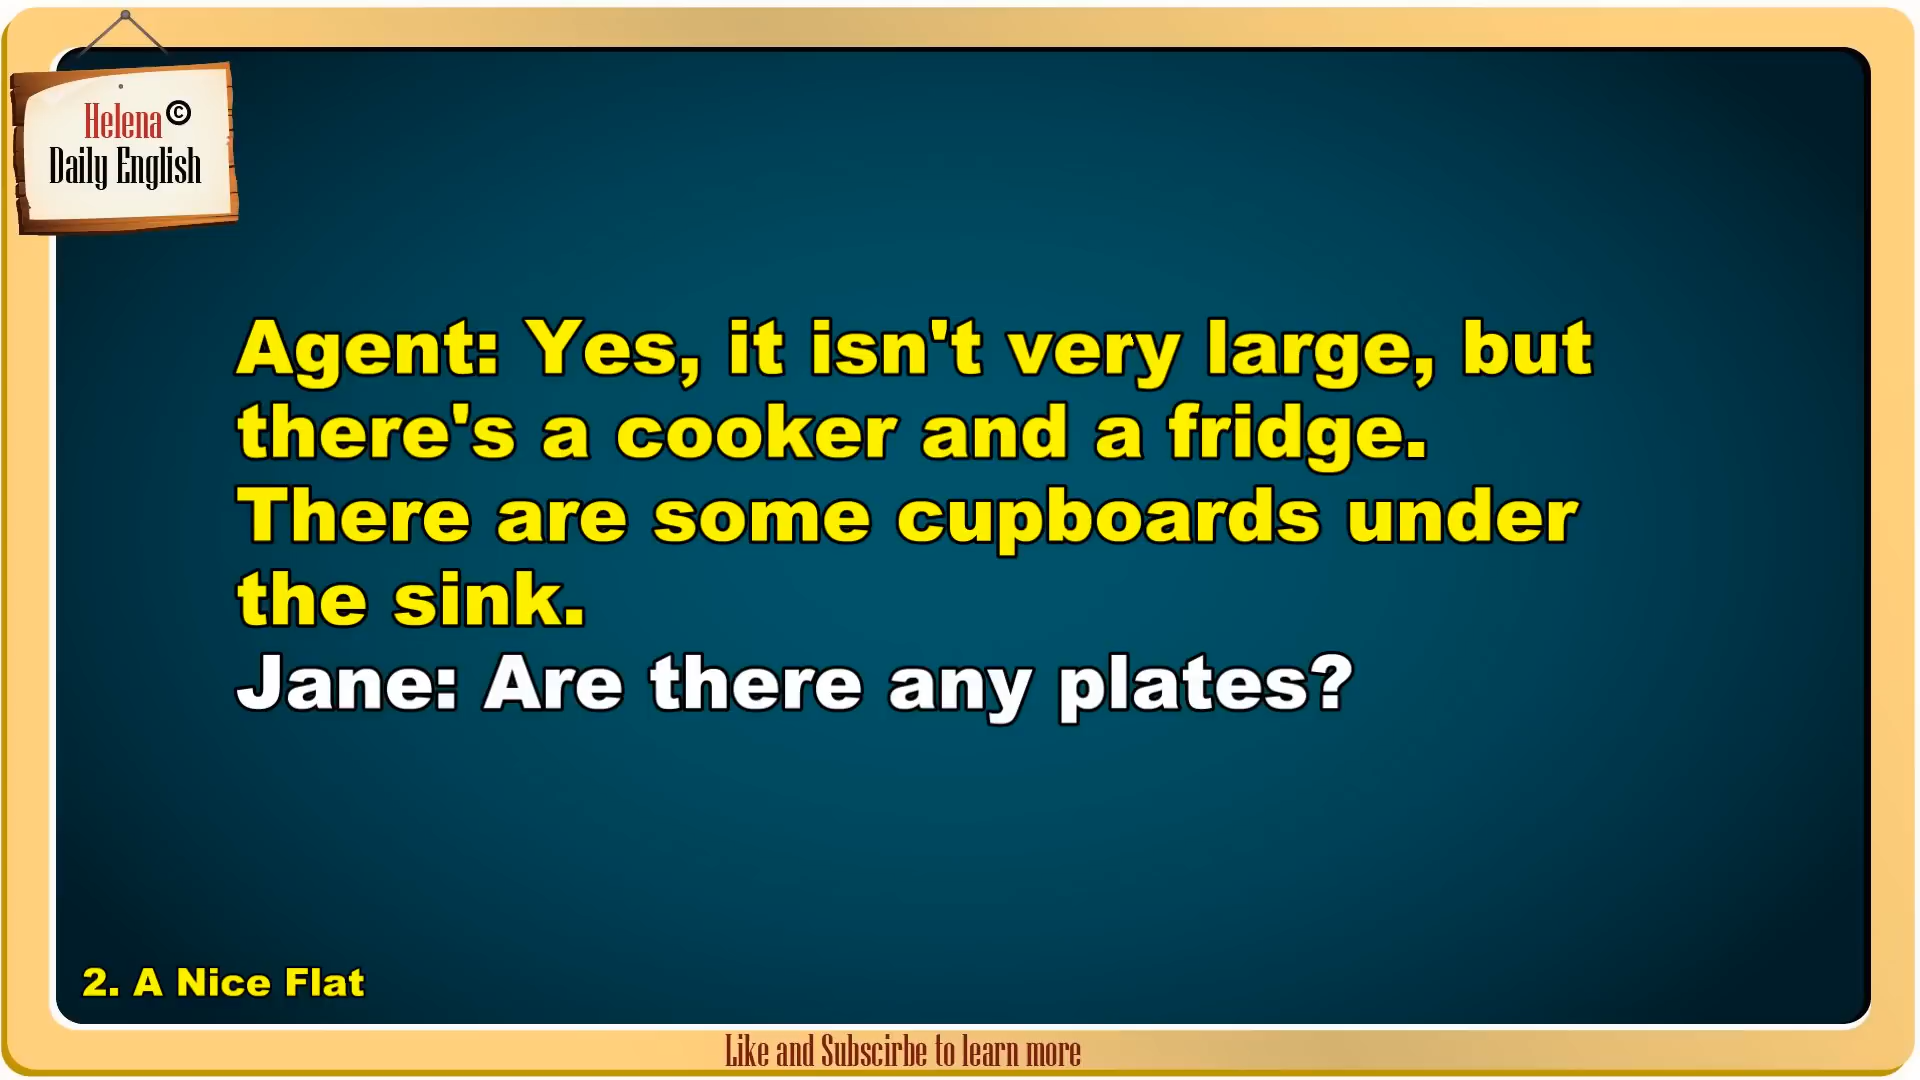 Helena©
Daily English
Agent: Yes, it isn't very large, but
there's a cooker and a fridge.
There are some cupboards under
the sink.
Jane: Are there any plates?
2. A Nice Flat
Like and Subscirbe to learn more